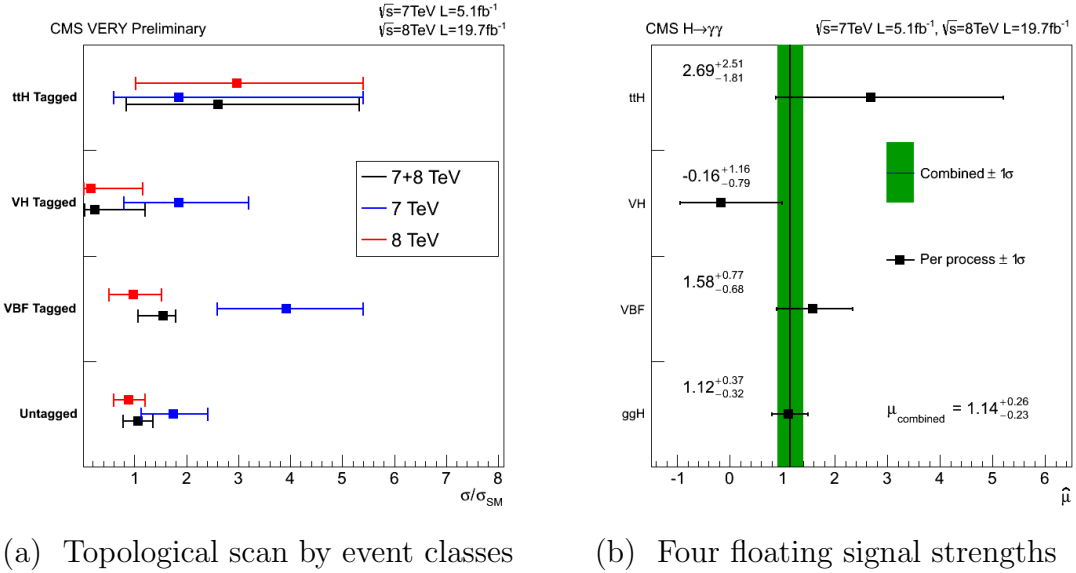 CMS VERY Preliminary
√s=7TeV L=5.1fb⁻¹
√s=8TeV L=19.7fb⁻¹
ttH Tagged
VH Tagged
VBF Tagged
Untagged
7+8 TeV
7 TeV
8 TeV
1 2 3 4 5 6 7 8
σ/σ_SM
(a) Topological scan by event classes
CMS H→γγ √s=7TeV L=5.1fb⁻¹, √s=8TeV L=19.7fb⁻¹
ttH 2.69 +2.51 -1.81
VH -0.16 +1.16 -0.79
VBF 1.58 +0.77 -0.68
ggH 1.12 +0.37 -0.32
Combined ± 1σ
Per process ± 1σ
μ_combined = 1.14 +0.26 -0.23
-1 0 1 2 3 4 5 6
μ̂
(b) Four floating signal strengths